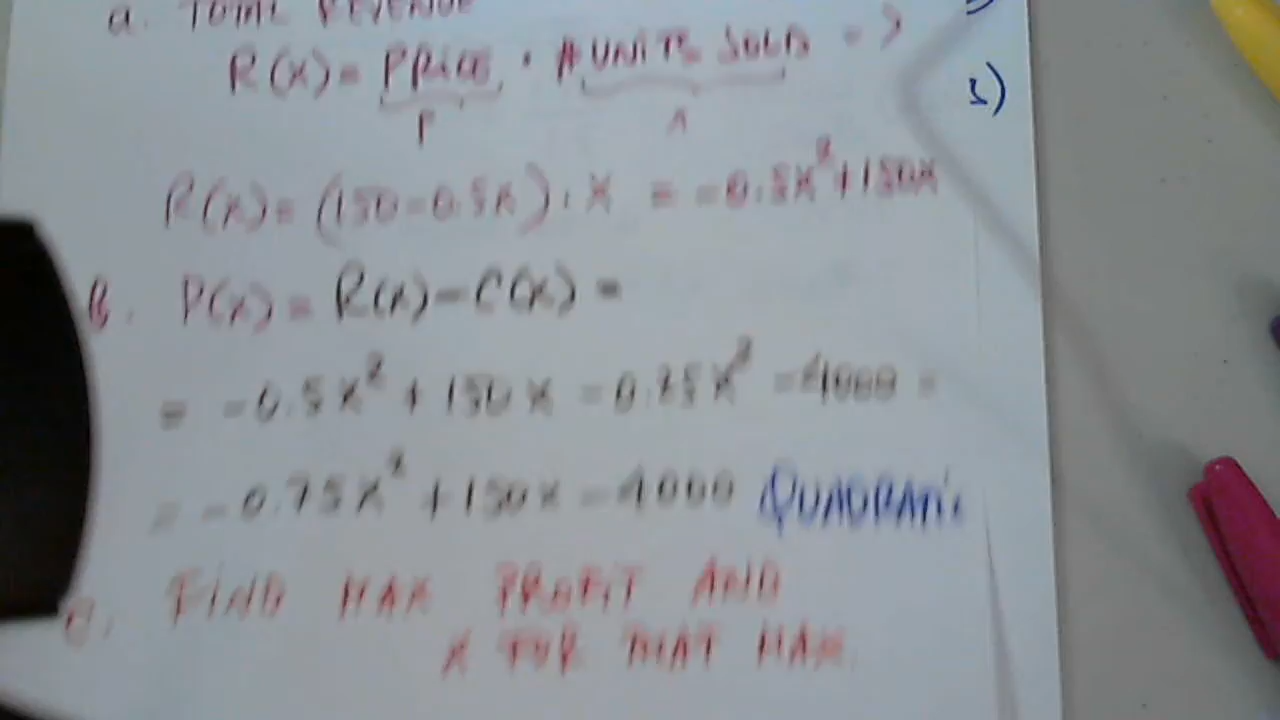 a. TOTAL REVENUE
R(x) = PRICE · # UNITS SOLD =>
P x
5)
R(x) = (150-0.5x) · x = -0.5x² + 150x
b. P(x) = R(x) - C(x) =
= -0.5x² + 150x - 0.25x² - 4000 =
= -0.75x² + 150x - 4000 QUADRATIC
c. FIND MAX PROFIT AND
x FOR THAT MAX.